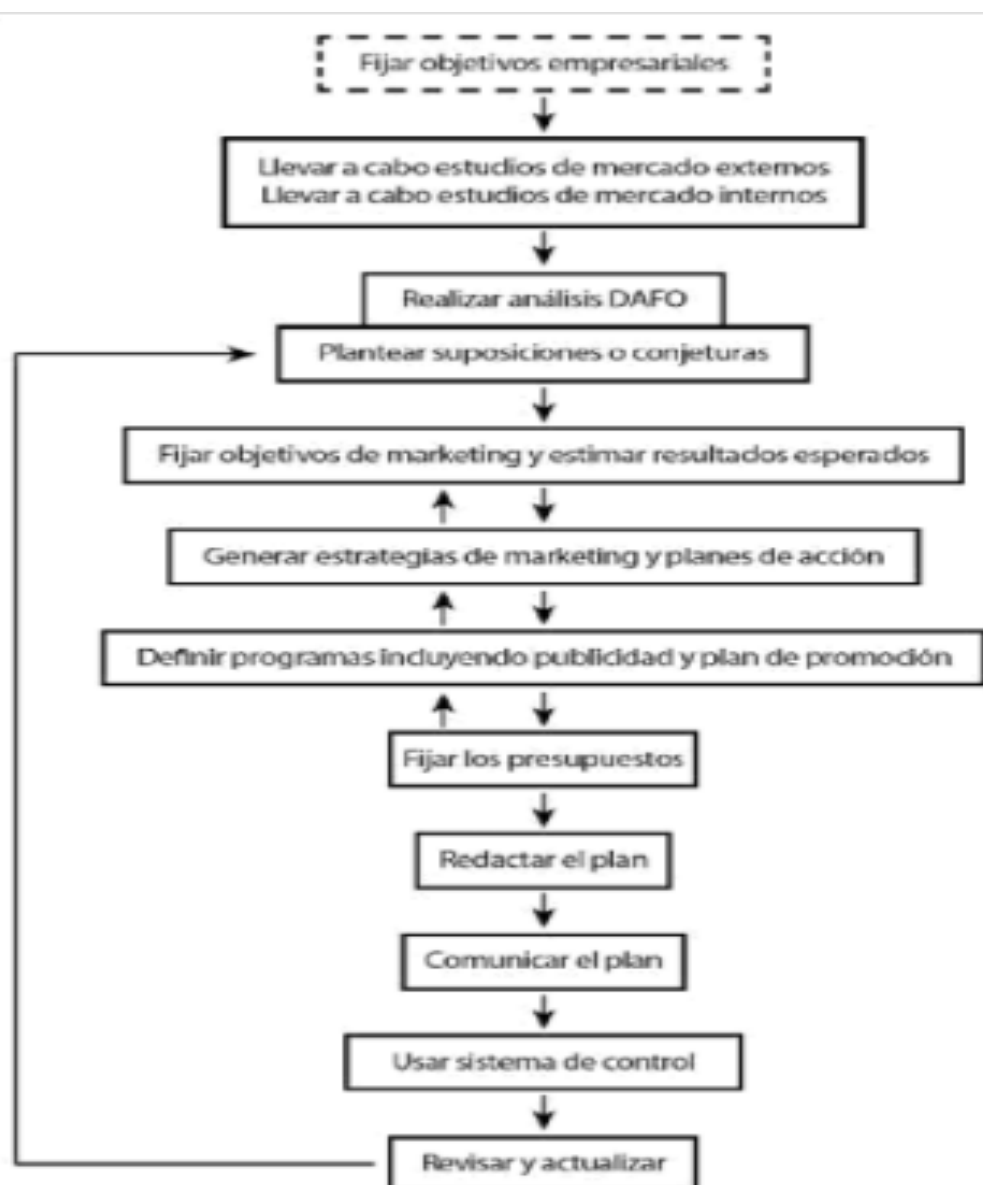 Fijar objetivos empresariales
Llevar a cabo estudios de mercado externos
Llevar a cabo estudios de mercado internos
Realizar análisis DAFO
Plantear suposiciones o conjeturas
Fijar objetivos de marketing y estimar resultados esperados
Generar estrategias de marketing y planes de acción
Definir programas incluyendo publicidad y plan de promoción
Fijar los presupuestos
Redactar el plan
Comunicar el plan
Usar sistema de control
Revisar y actualizar